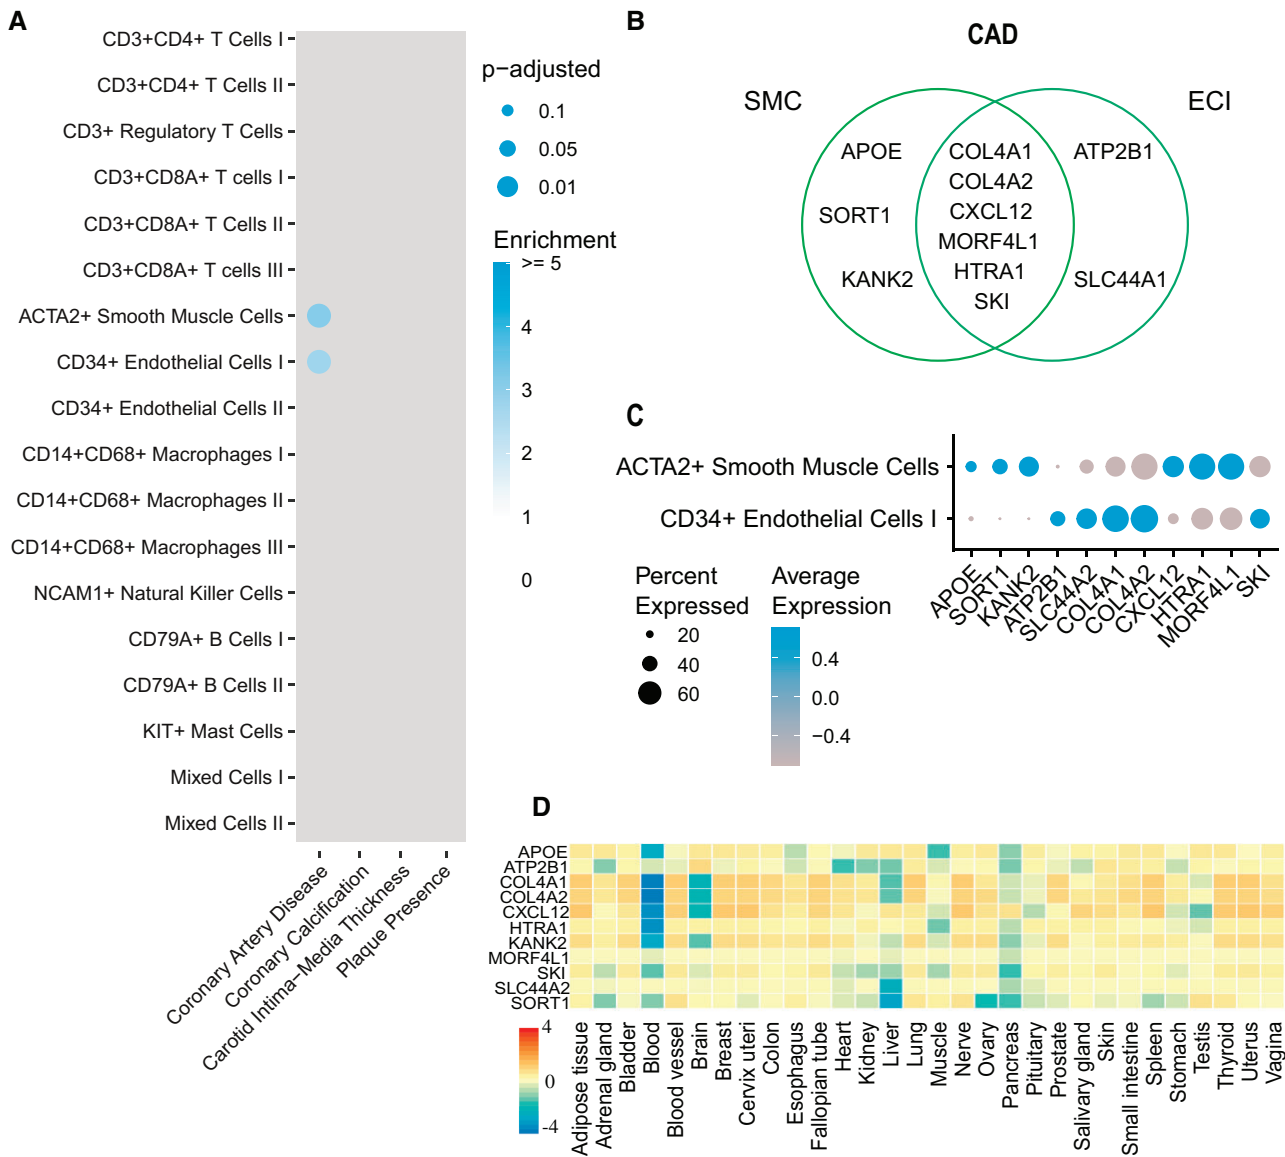 A
CD3+CD4+ T Cells I
CD3+CD4+ T Cells II
CD3+ Regulatory T Cells
CD3+CD8A+ T cells I
CD3+CD8A+ T Cells II
CD3+CD8A+ T cells III
ACTA2+ Smooth Muscle Cells
CD34+ Endothelial Cells I
CD34+ Endothelial Cells II
CD14+CD68+ Macrophages I
CD14+CD68+ Macrophages II
CD14+CD68+ Macrophages III
NCAM1+ Natural Killer Cells
CD79A+ B Cells I
CD79A+ B Cells II
KIT+ Mast Cells
Mixed Cells I
Mixed Cells II
Coronary Artery Disease
Coronary Calcification
Carotid Intima−Media Thickness
Plaque Presence
p−adjusted
0.1
0.05
0.01
Enrichment
>= 5
4
3
2
1
0
B
CAD
SMC
ECI
APOE
SORT1
KANK2
COL4A1
COL4A2
CXCL12
MORF4L1
HTRA1
SKI
ATP2B1
SLC44A1
C
ACTA2+ Smooth Muscle Cells
CD34+ Endothelial Cells I
APOE
SORT1
KANK2
ATP2B1
SLC44A2
COL4A1
COL4A2
CXCL12
HTRA1
MORF4L1
SKI
Percent
Expressed
20
40
60
Average
Expression
0.4
0.0
−0.4
D
APOE
ATP2B1
COL4A1
COL4A2
CXCL12
HTRA1
KANK2
MORF4L1
SKI
SLC44A2
SORT1
4
0
-4
Adipose tissue
Adrenal gland
Bladder
Blood
Blood vessel
Brain
Breast
Cervix uteri
Colon
Esophagus
Fallopian tube
Heart
Kidney
Liver
Lung
Muscle
Nerve
Ovary
Pancreas
Pituitary
Prostate
Salivary gland
Skin
Small intestine
Spleen
Stomach
Testis
Thyroid
Uterus
Vagina